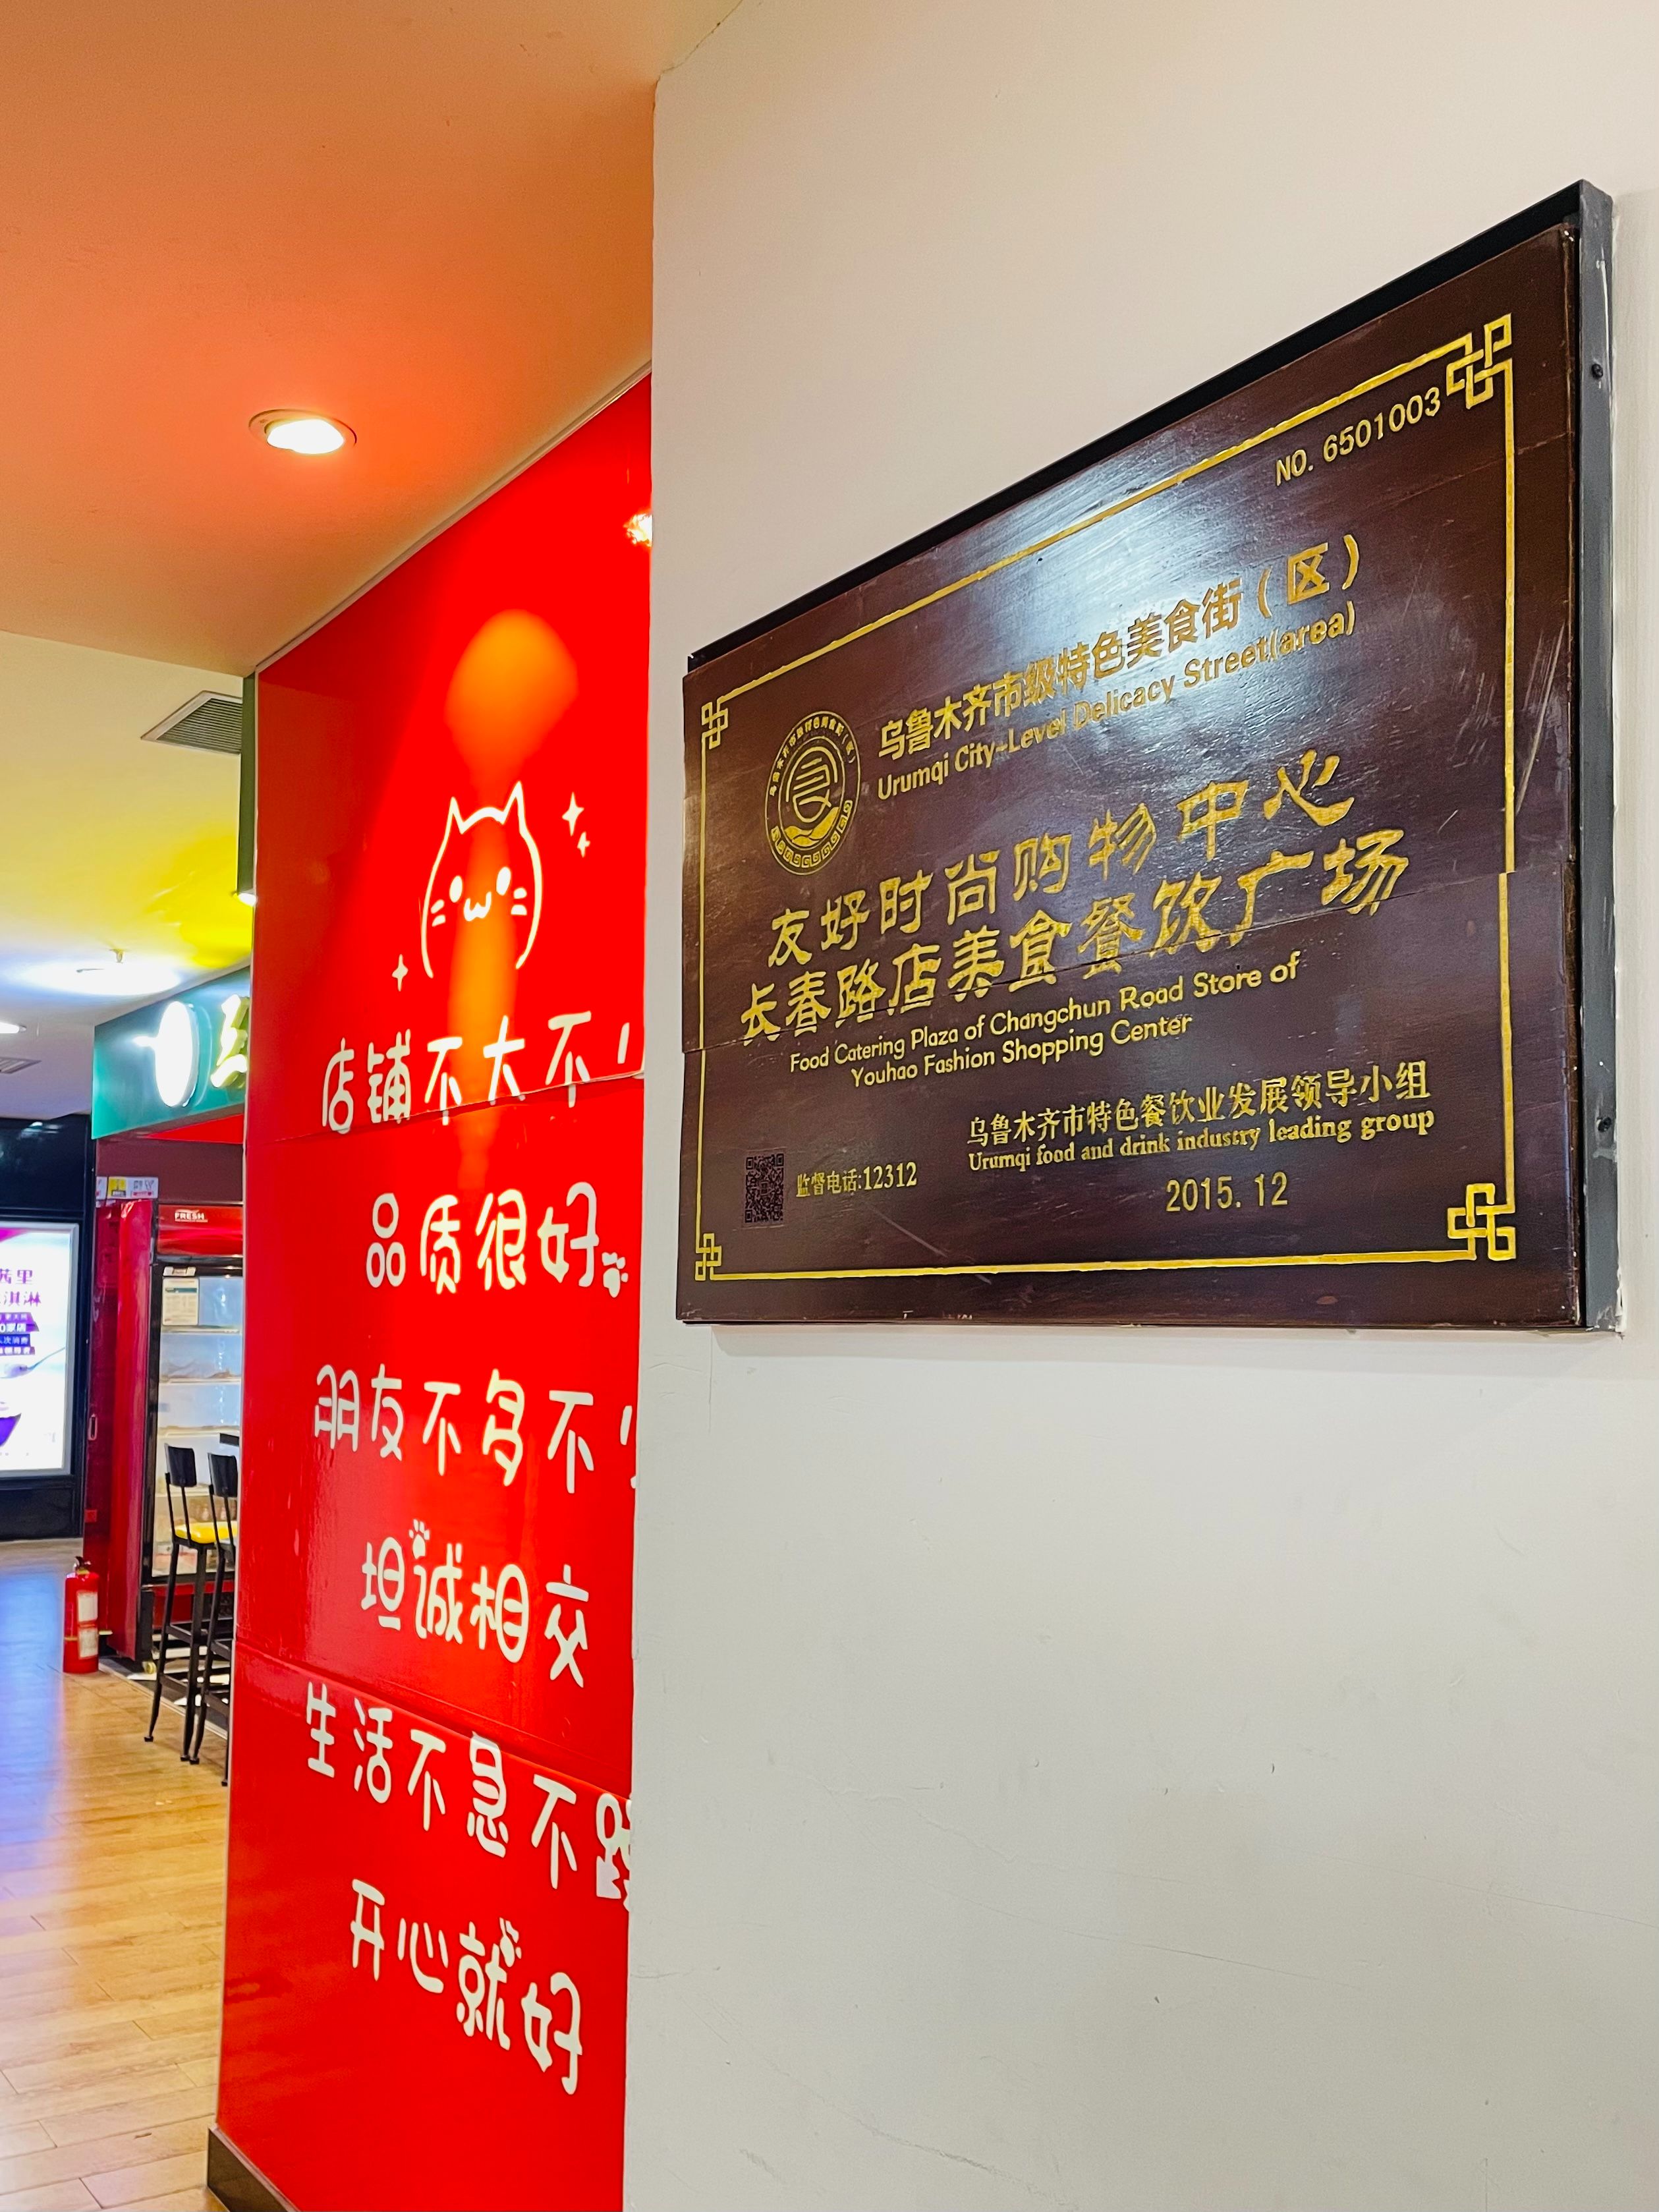 NO. 6501003
乌鲁木齐市级特色美食街（区）
Urumqi City-Level Delicacy Street(area)
友好时尚购物中心
长春路店美食餐饮广场
Food Catering Plaza of Changchun Road Store of
Youhao Fashion Shopping Center
乌鲁木齐市特色餐饮业发展领导小组
Urumqi food and drink industry leading group
监督电话:12312
2015.12
店铺不大不
品质很好
朋友不多不
坦诚相交
生活不急不
开心就好
FRESH
茜里
淇淋